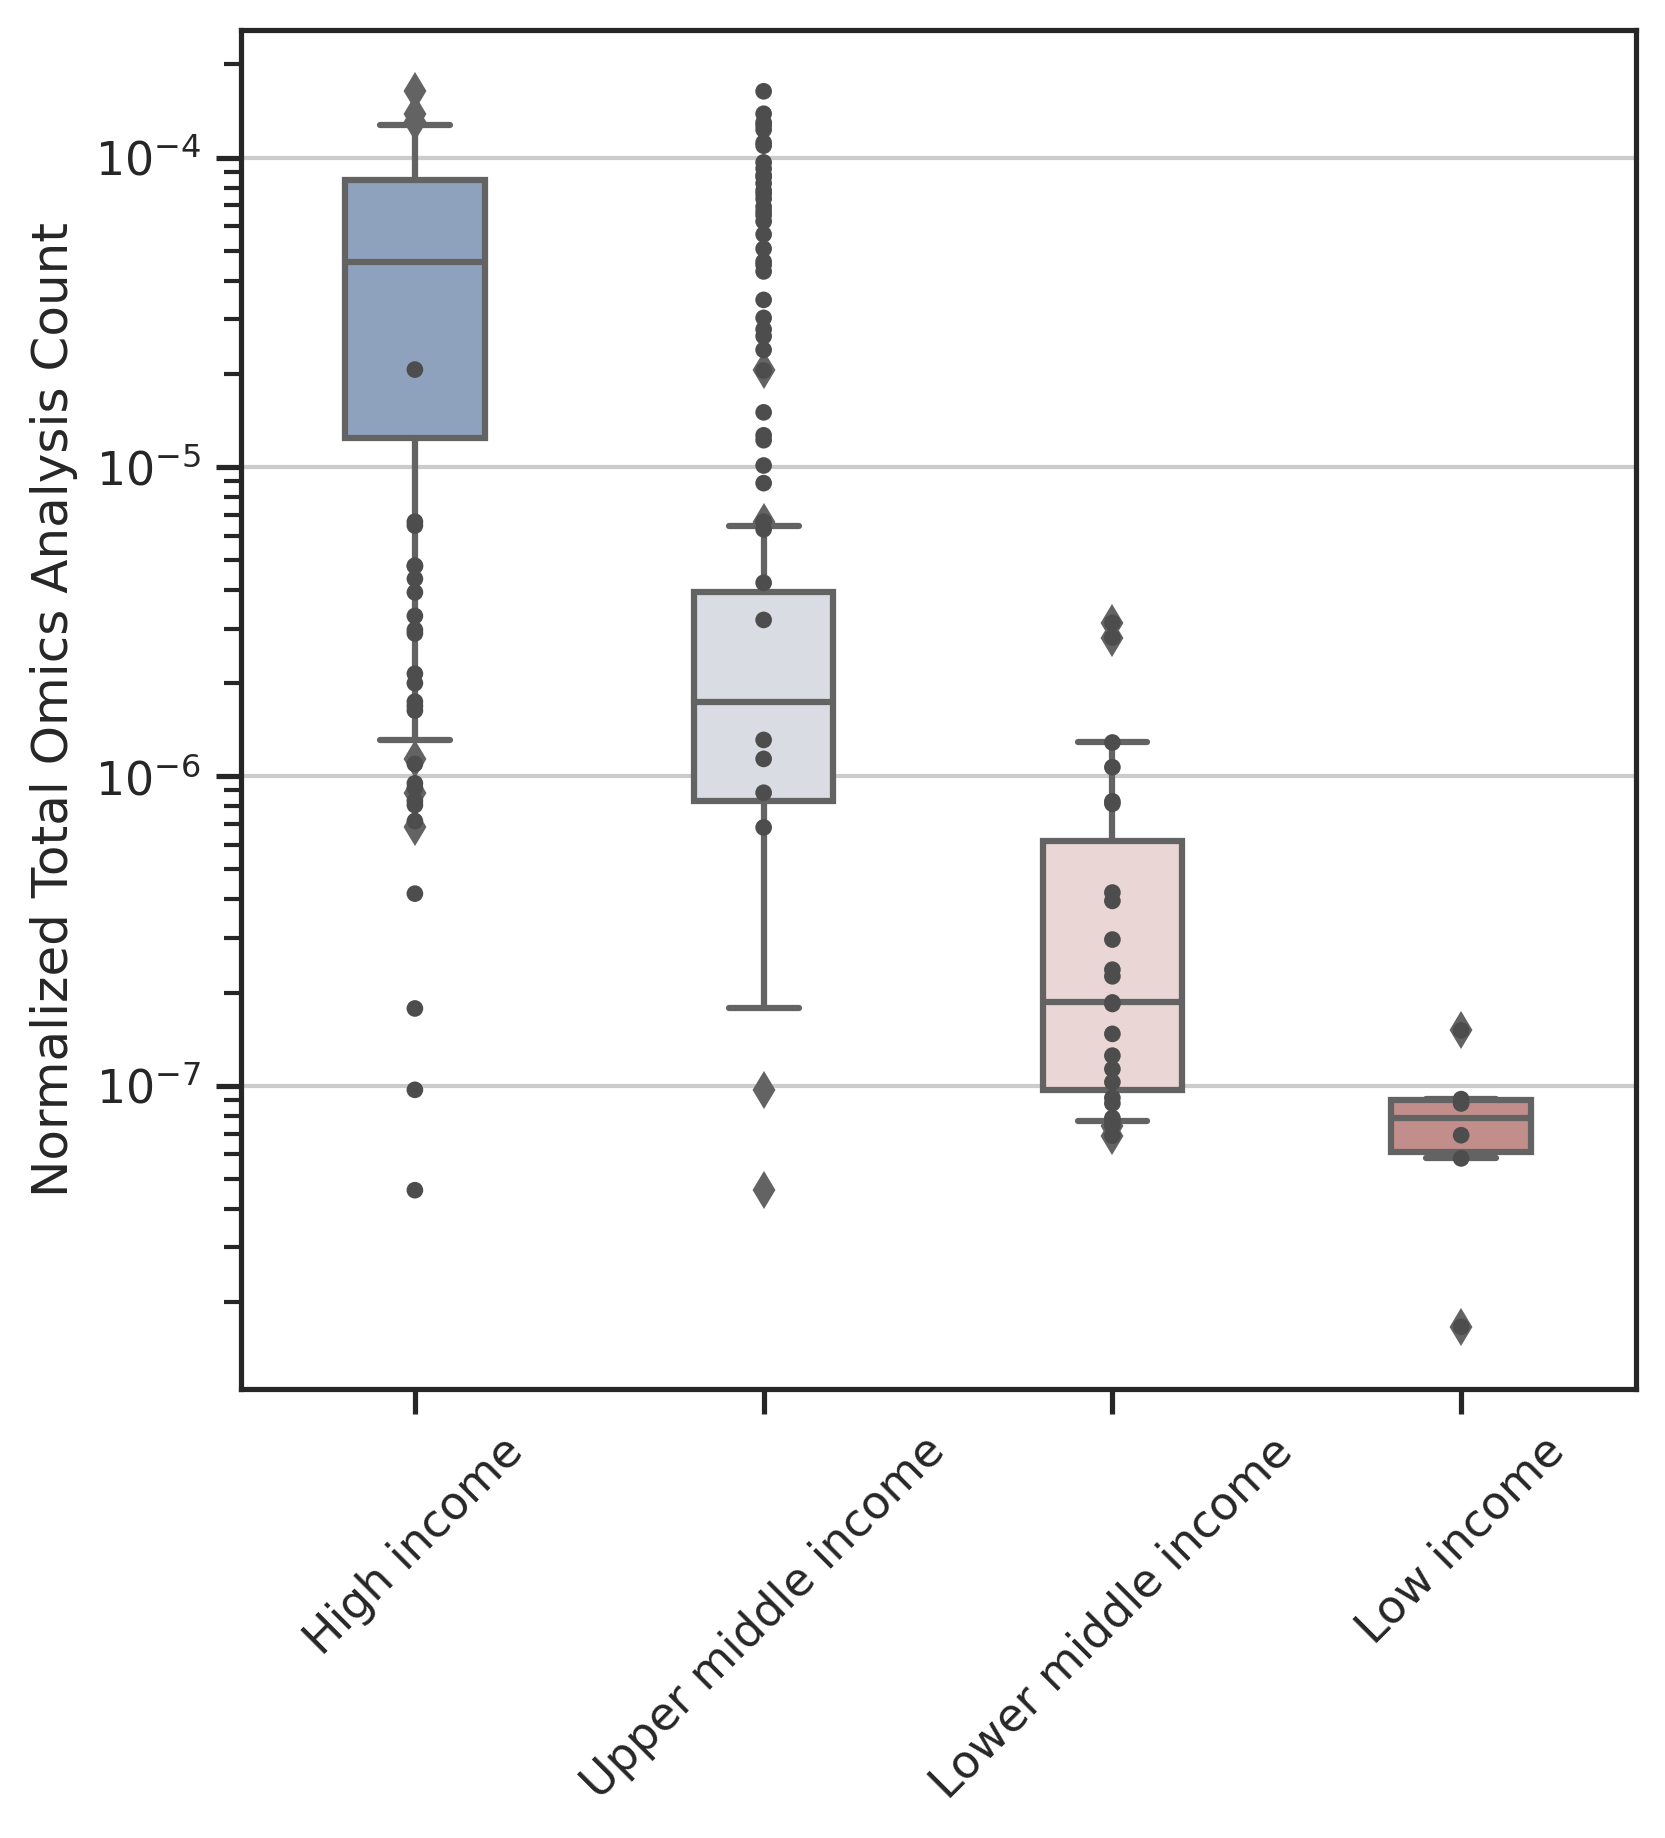 Normalized Total Omics Analysis Count
10⁻⁴
10⁻⁵
10⁻⁶
10⁻⁷
High income
Upper middle income
Lower middle income
Low income